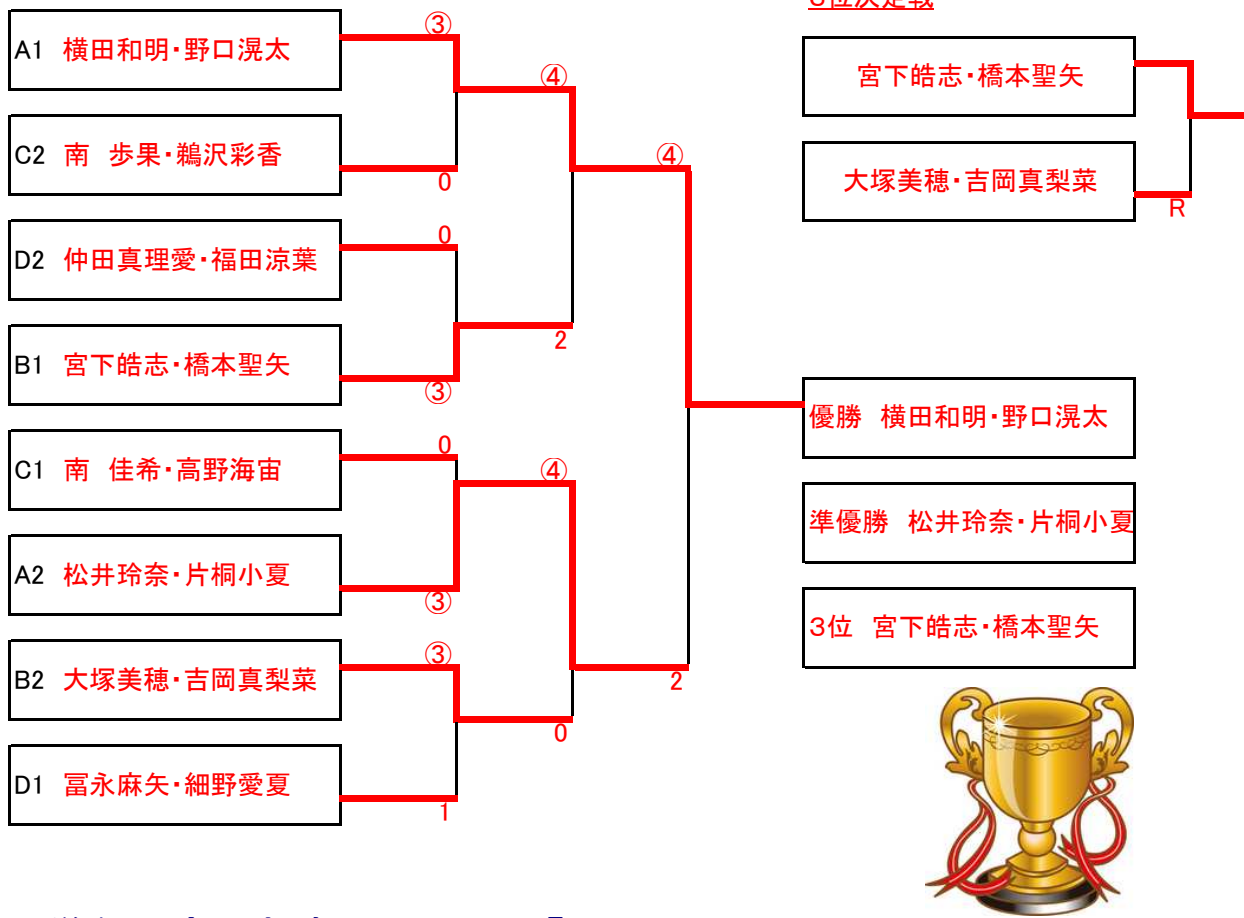 ③
A1 横田和明・野口滉太
④
C2 南 歩果・鵜沢彩香
0
④
D2 仲田真理愛・福田涼葉
0
2
B1 宮下皓志・橋本聖矢
③
C1 南 佳希・高野海宙
0
④
A2 松井玲奈・片桐小夏
③
B2 大塚美穂・吉岡真梨菜
③
2
0
D1 冨永麻矢・細野愛夏
1
3位決定戦
宮下皓志・橋本聖矢
大塚美穂・吉岡真梨菜
R
優勝 横田和明・野口滉太
準優勝 松井玲奈・片桐小夏
3位 宮下皓志・橋本聖矢